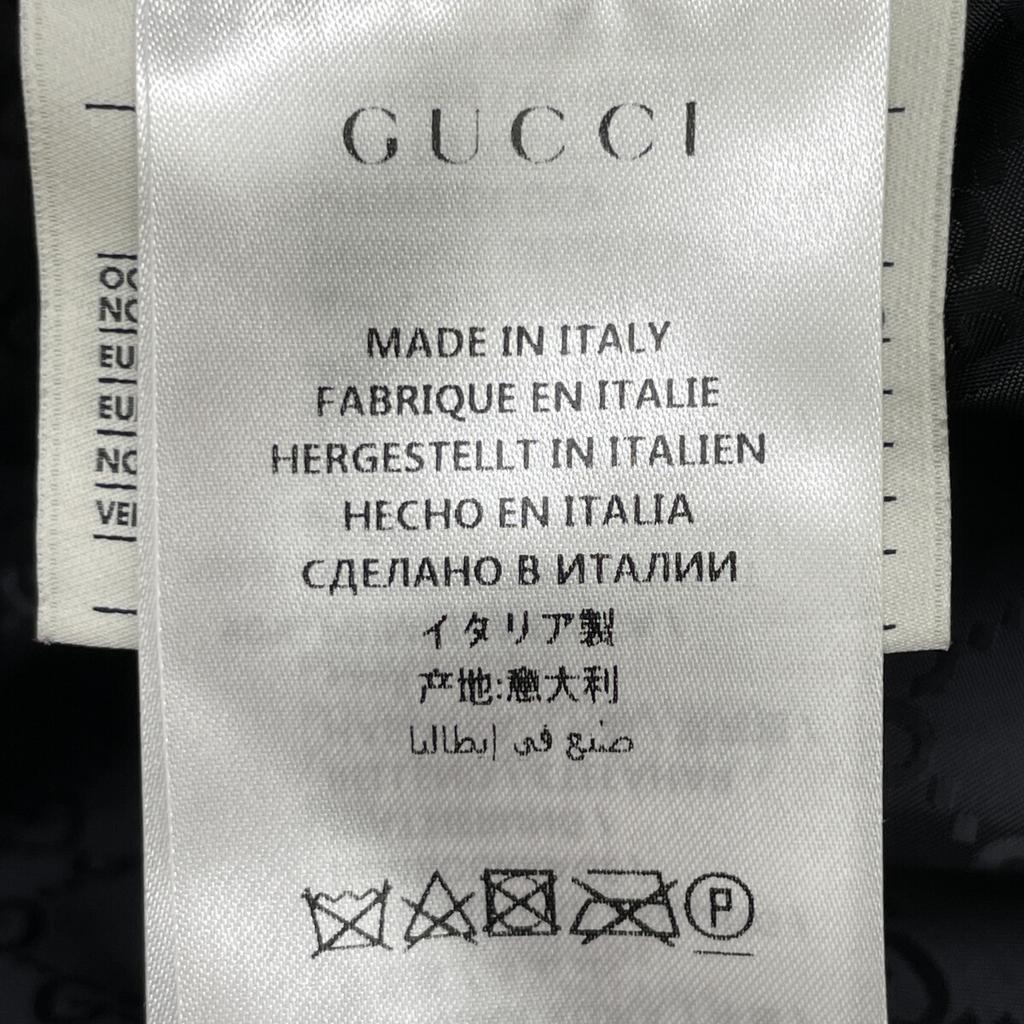 GUCCI
MADE IN ITALY
FABRIQUE EN ITALIE
HERGESTELLT IN ITALIEN
HECHO EN ITALIA
СДЕЛАНО В ИТАЛИИ
イタリア製
产地:意大利
صنع في إيطاليا
P